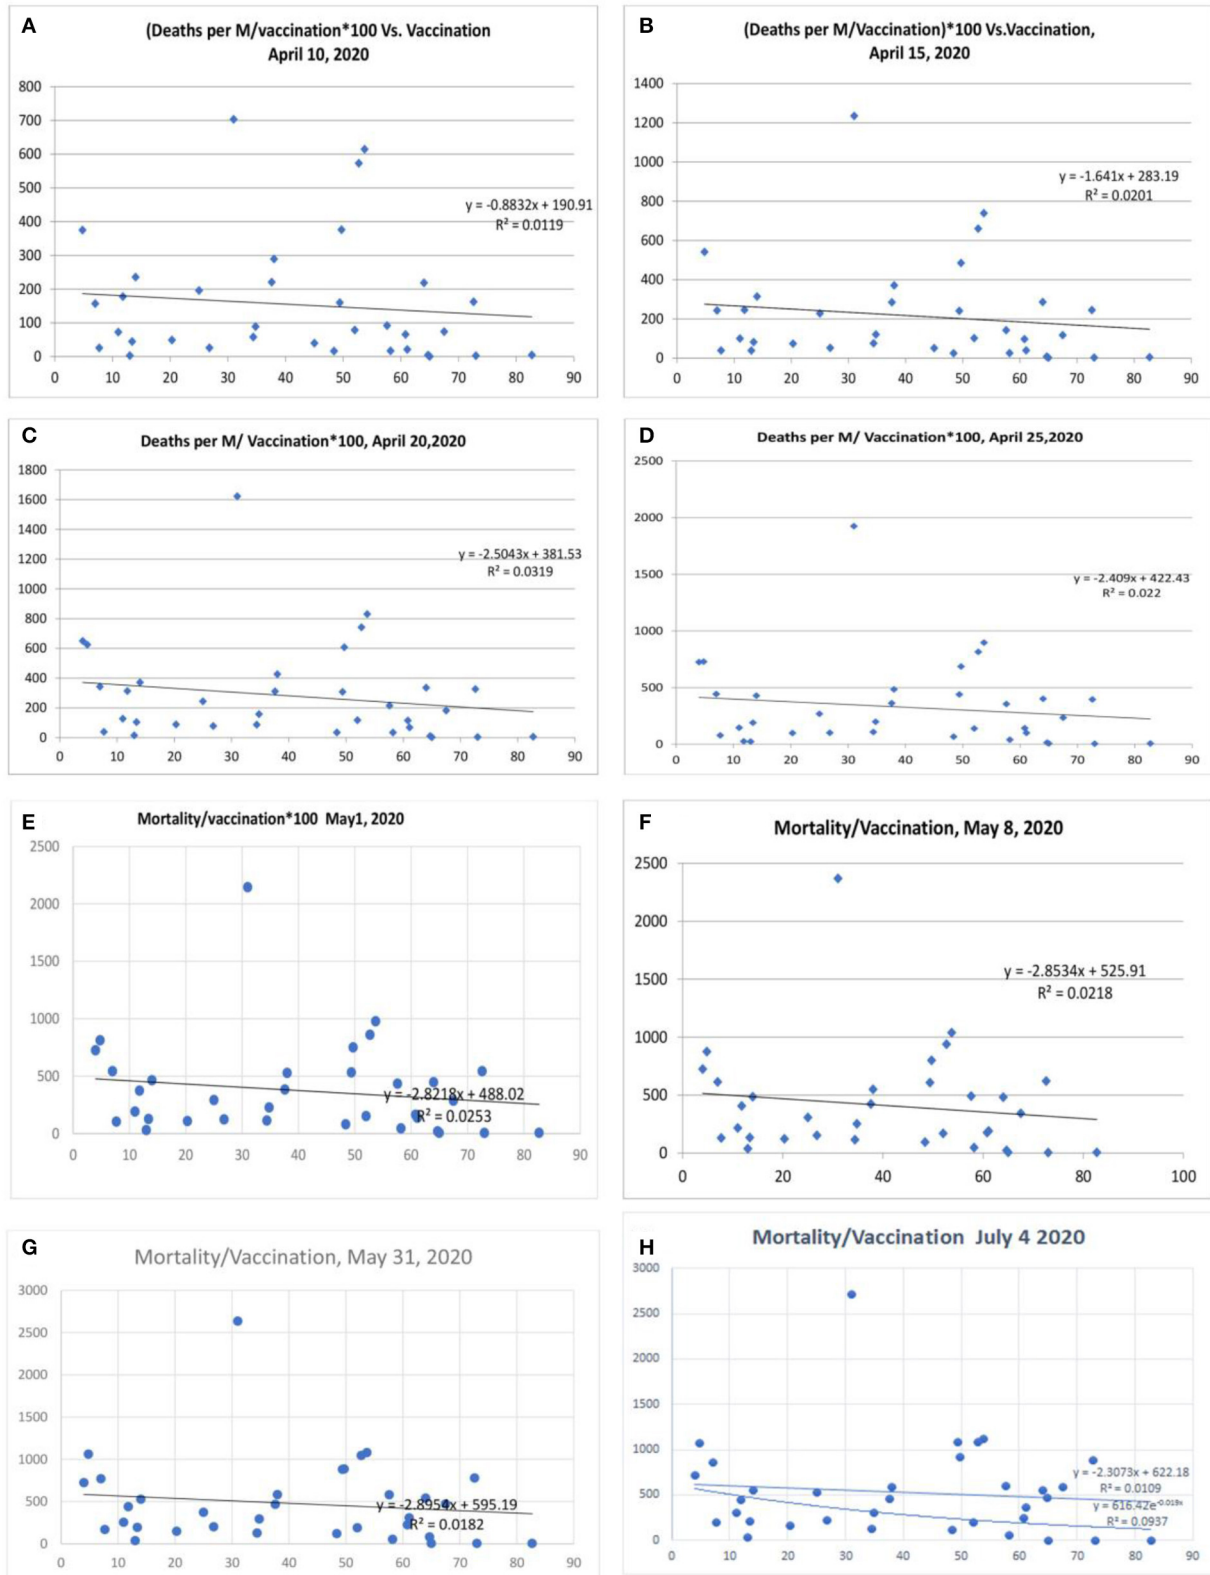 A
(Deaths per M/vaccination*100 Vs. Vaccination
April 10, 2020
800
700
600
500
400
300
200
100
0
y = -0.8832x + 190.91
R² = 0.0119
0 10 20 30 40 50 60 70 80 90
B
(Deaths per M/Vaccination)*100 Vs.Vaccination,
April 15, 2020
1400
1200
1000
800
600
400
200
0
y = -1.641x + 283.19
R² = 0.0201
0 10 20 30 40 50 60 70 80 90
C
Deaths per M/ Vaccination*100, April 20,2020
1800
1600
1400
1200
1000
800
600
400
200
0
y = -2.5043x + 381.53
R² = 0.0319
0 10 20 30 40 50 60 70 80 90
D
Deaths per M/ Vaccination*100, April 25,2020
2500
2000
1500
1000
500
0
y = -2.409x + 422.43
R² = 0.022
0 10 20 30 40 50 60 70 80 90
E
Mortality/vaccination*100 May1, 2020
2500
2000
1500
1000
500
0
y = -2.8218x + 488.02
R² = 0.0253
0 10 20 30 40 50 60 70 80 90
F
Mortality/Vaccination, May 8, 2020
2500
2000
1500
1000
500
0
y = -2.8534x + 525.91
R² = 0.0218
0 20 40 60 80 100
G
Mortality/Vaccination, May 31, 2020
3000
2500
2000
1500
1000
500
0
y = -2.8954x + 595.19
R² = 0.0182
0 10 20 30 40 50 60 70 80 90
H
Mortality/Vaccination July 4 2020
3000
2500
2000
1500
1000
500
0
y = -2.3073x + 622.18
R² = 0.0109
y = 616.42e^-0.019x
R² = 0.0937
0 10 20 30 40 50 60 70 80 90